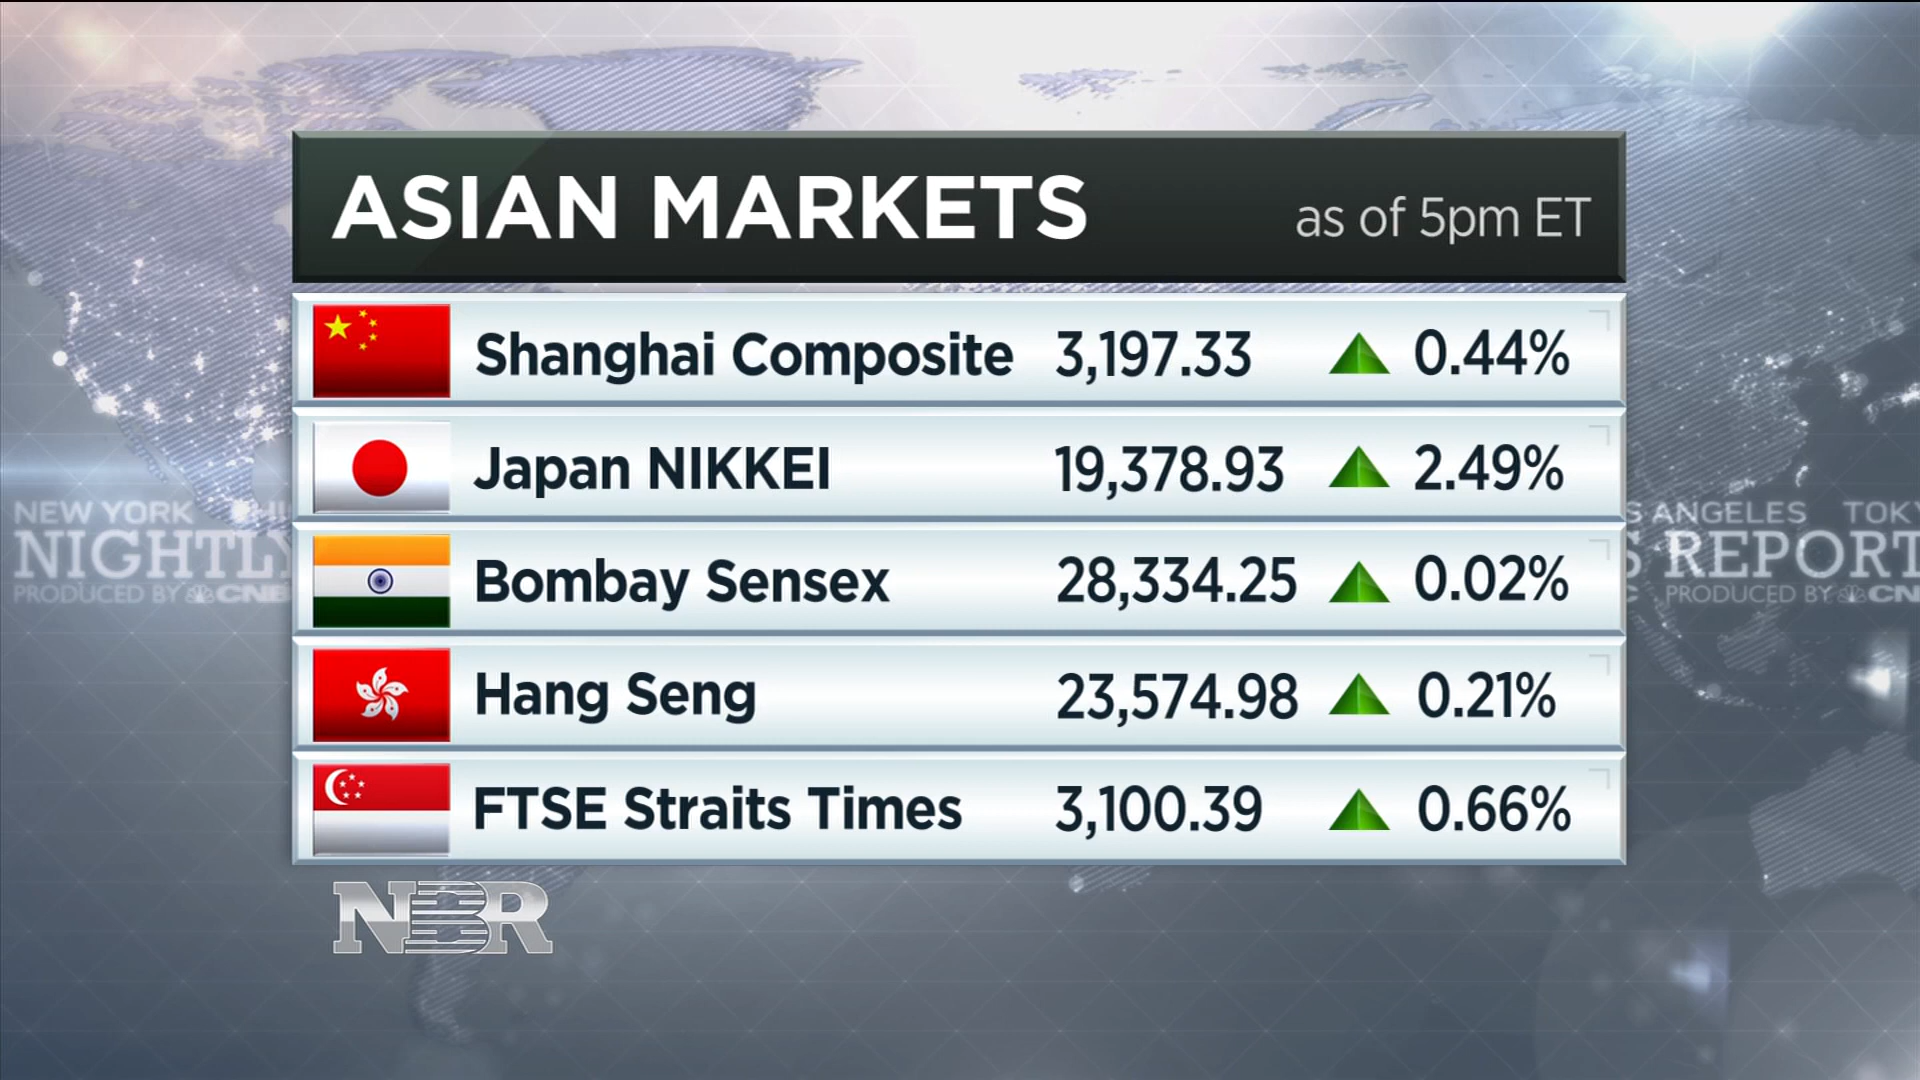 ASIAN MARKETS as of 5pm ET
Shanghai Composite 3,197.33 0.44%
Japan NIKKEI 19,378.93 2.49%
NEW YORK
S ANGELES TOKY
NIGHTLY
S REPORT
PRODUCED BY CNB
PRODUCED BY CN
Bombay Sensex 28,334.25 0.02%
Hang Seng 23,574.98 0.21%
FTSE Straits Times 3,100.39 0.66%
NBR